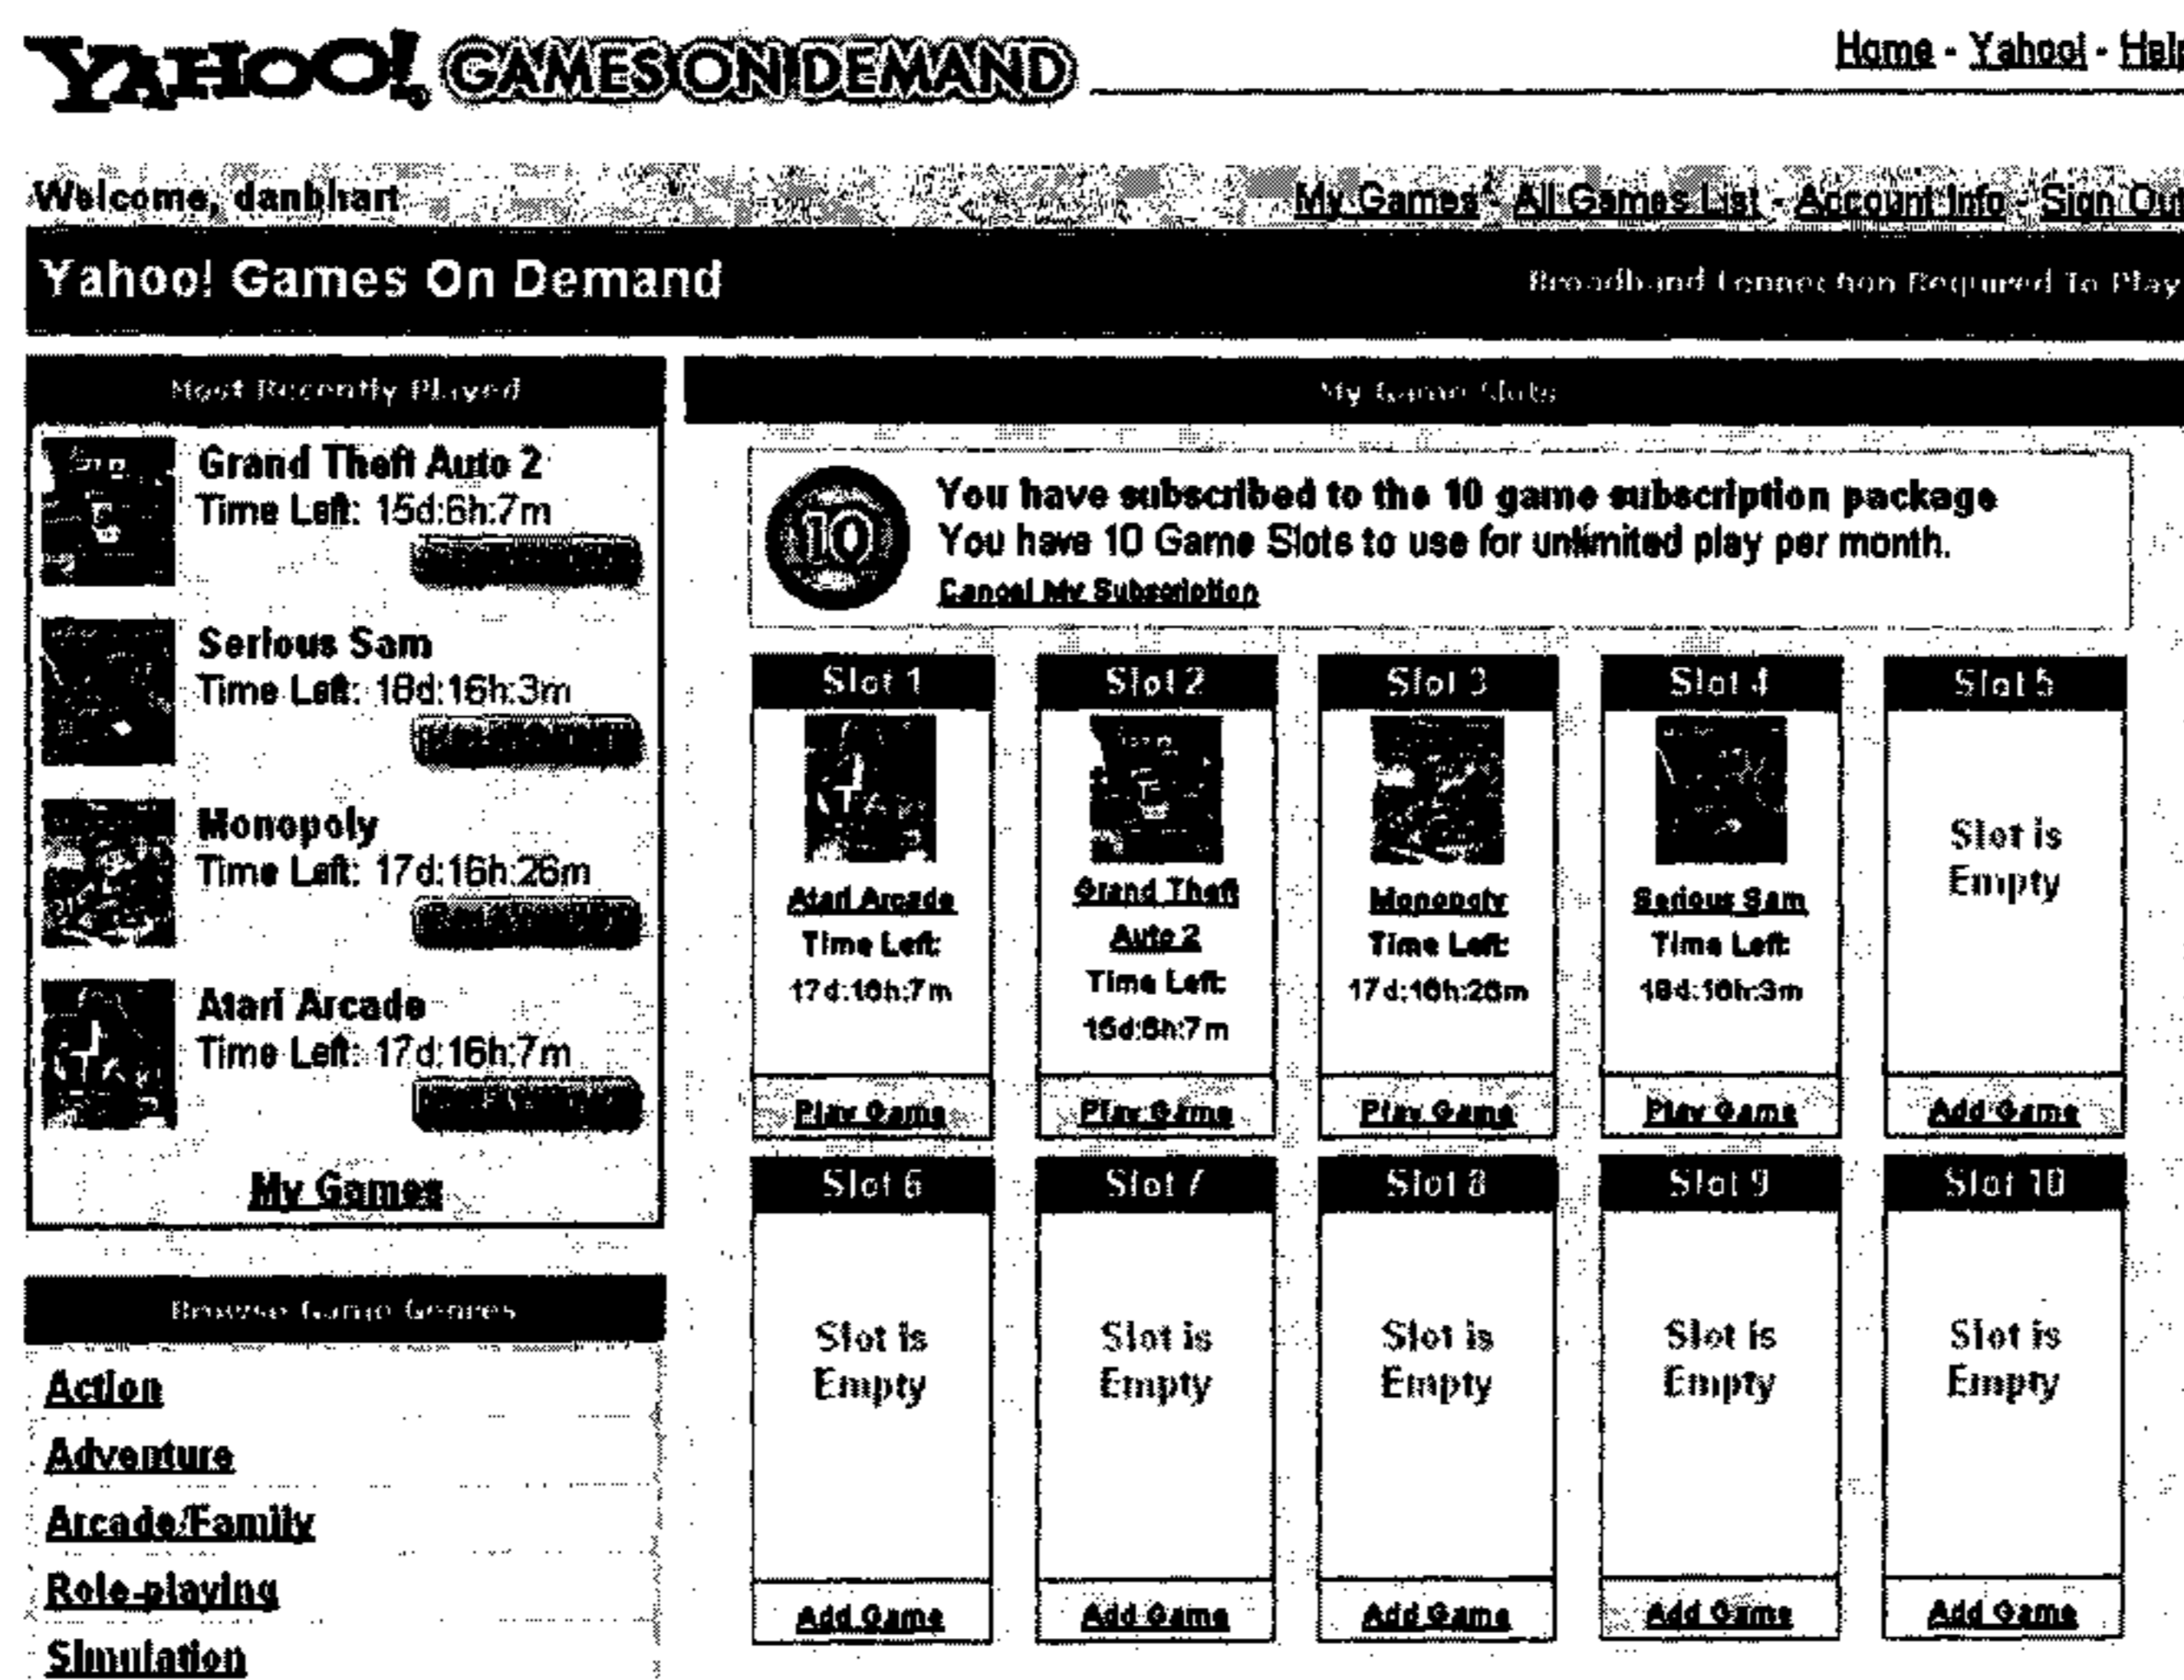 YAHOO! GAMES ON DEMAND
Home - Yahoo! - Help
Welcome, danbhart
My Games - All Games List - Account Info - Sign Out
Yahoo! Games On Demand
Broadband Connection Required To Play
Most Recently Played
Grand Theft Auto 2
Time Left: 15d:6h:7m
Serious Sam
Time Left: 18d:16h:3m
Monopoly
Time Left: 17d:16h:26m
Atari Arcade
Time Left: 17d:16h:7m
My Games
Browse Game Genres
Action
Adventure
Arcade/Family
Role-playing
Simulation
My Game Slots
10
You have subscribed to the 10 game subscription package
You have 10 Game Slots to use for unlimited play per month.
Cancel My Subscription
Slot 1
Atari Arcade
Time Left:
17d:16h:7m
Play Game
Slot 2
Grand Theft
Auto 2
Time Left:
15d:6h:7m
Play Game
Slot 3
Monopoly
Time Left:
17d:16h:26m
Play Game
Slot 4
Serious Sam
Time Left:
18d:16h:3m
Play Game
Slot 5
Slot is
Empty
Add Game
Slot 6
Slot is
Empty
Add Game
Slot 7
Slot is
Empty
Add Game
Slot 8
Slot is
Empty
Add Game
Slot 9
Slot is
Empty
Add Game
Slot 10
Slot is
Empty
Add Game